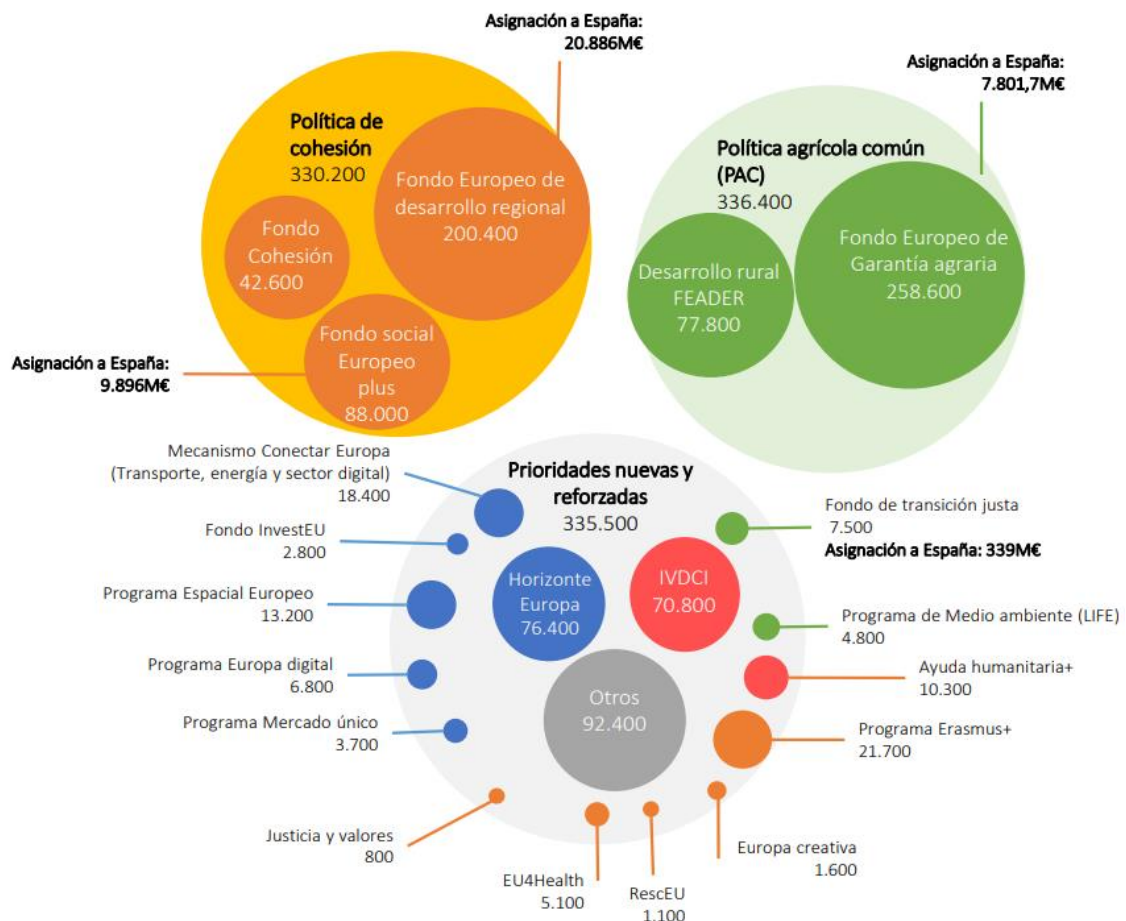 Asignación a España:
20.886M€
Política de
cohesión
330.200
Fondo Europeo de
desarrollo regional
200.400
Fondo
Cohesión
42.600
Fondo social
Europeo
plus
88.000
Asignación a España:
9.896M€
Asignación a España:
7.801,7M€
Política agrícola común
(PAC)
336.400
Fondo Europeo de
Garantía agraria
258.600
Desarrollo rural
FEADER
77.800
Prioridades nuevas y
reforzadas
335.500
Mecanismo Conectar Europa
(Transporte, energía y sector digital)
18.400
Fondo InvestEU
2.800
Programa Espacial Europeo
13.200
Programa Europa digital
6.800
Programa Mercado único
3.700
Horizonte
Europa
76.400
IVDCI
70.800
Otros
92.400
Fondo de transición justa
7.500
Asignación a España: 339M€
Programa de Medio ambiente (LIFE)
4.800
Ayuda humanitaria+
10.300
Programa Erasmus+
21.700
Justicia y valores
800
EU4Health
5.100
RescEU
1.100
Europa creativa
1.600